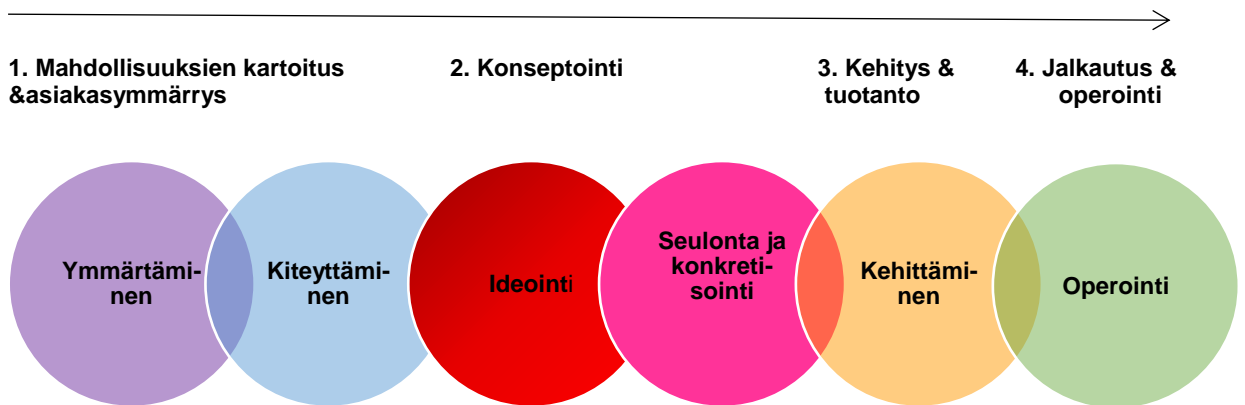 1. Mahdollisuuksien kartoitus
&asiakasymmärrys
2. Konseptointi
3. Kehitys &
tuotanto
4. Jalkautus &
operointi
Ymmärtämi-
nen
Kiteyttämi-
nen
Ideointi
Seulonta ja
konkreti-
sointi
Kehittämi-
nen
Operointi